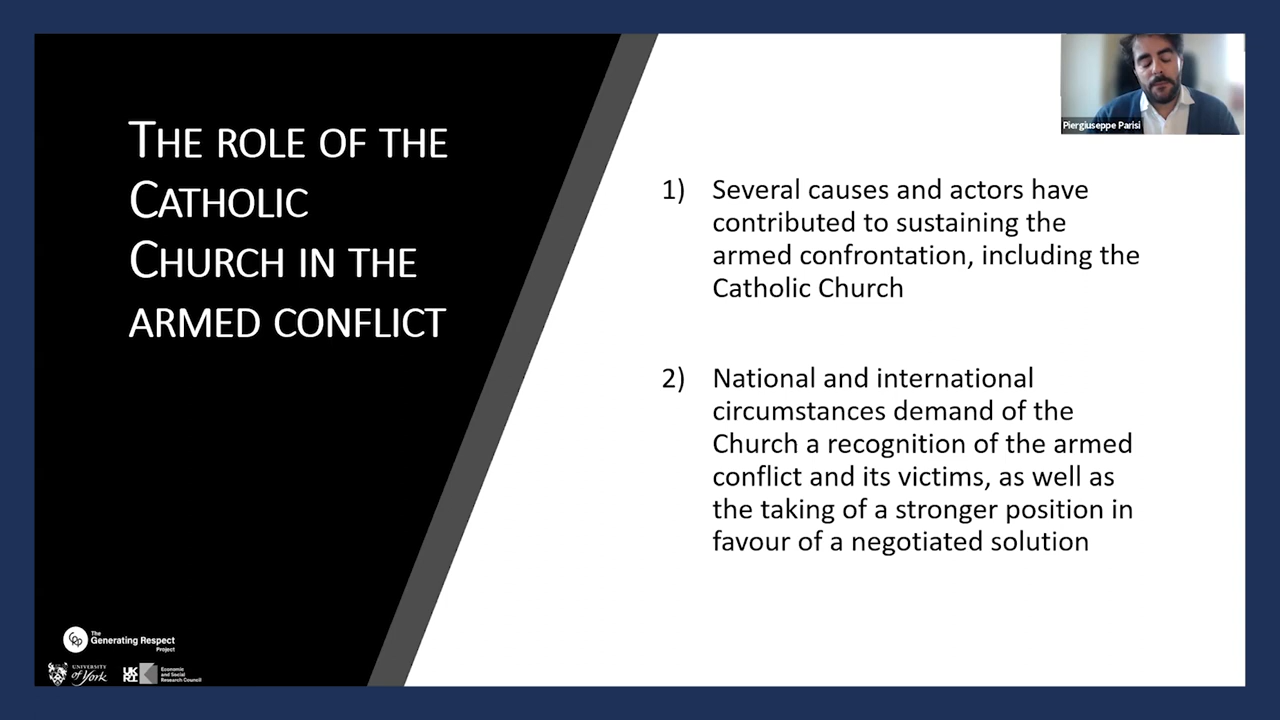 THE ROLE OF THE
CATHOLIC
CHURCH IN THE
ARMED CONFLICT
Piergiuseppe Parisi
1) Several causes and actors have
contributed to sustaining the
armed confrontation, including the
Catholic Church
2) National and international
circumstances demand of the
Church a recognition of the armed
conflict and its victims, as well as
the taking of a stronger position in
favour of a negotiated solution
The
Generating Respect
Project
UNIVERSITY
of York
UK
RI
Economic
and Social
Research Council